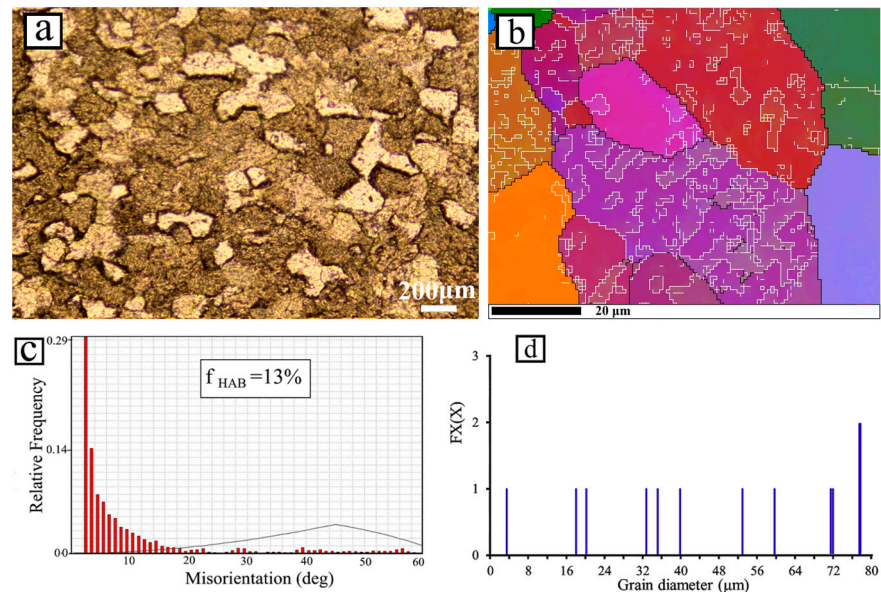 a
200μm
b
20 μm
c
f HAB =13%
0.29
0.14
0.0
10
20
30
40
50
60
Relative Frequency
Misorientation (deg)
d
3
2
1
0
0
8
16
24
32
40
48
56
64
72
80
FX(X)
Grain diameter (μm)